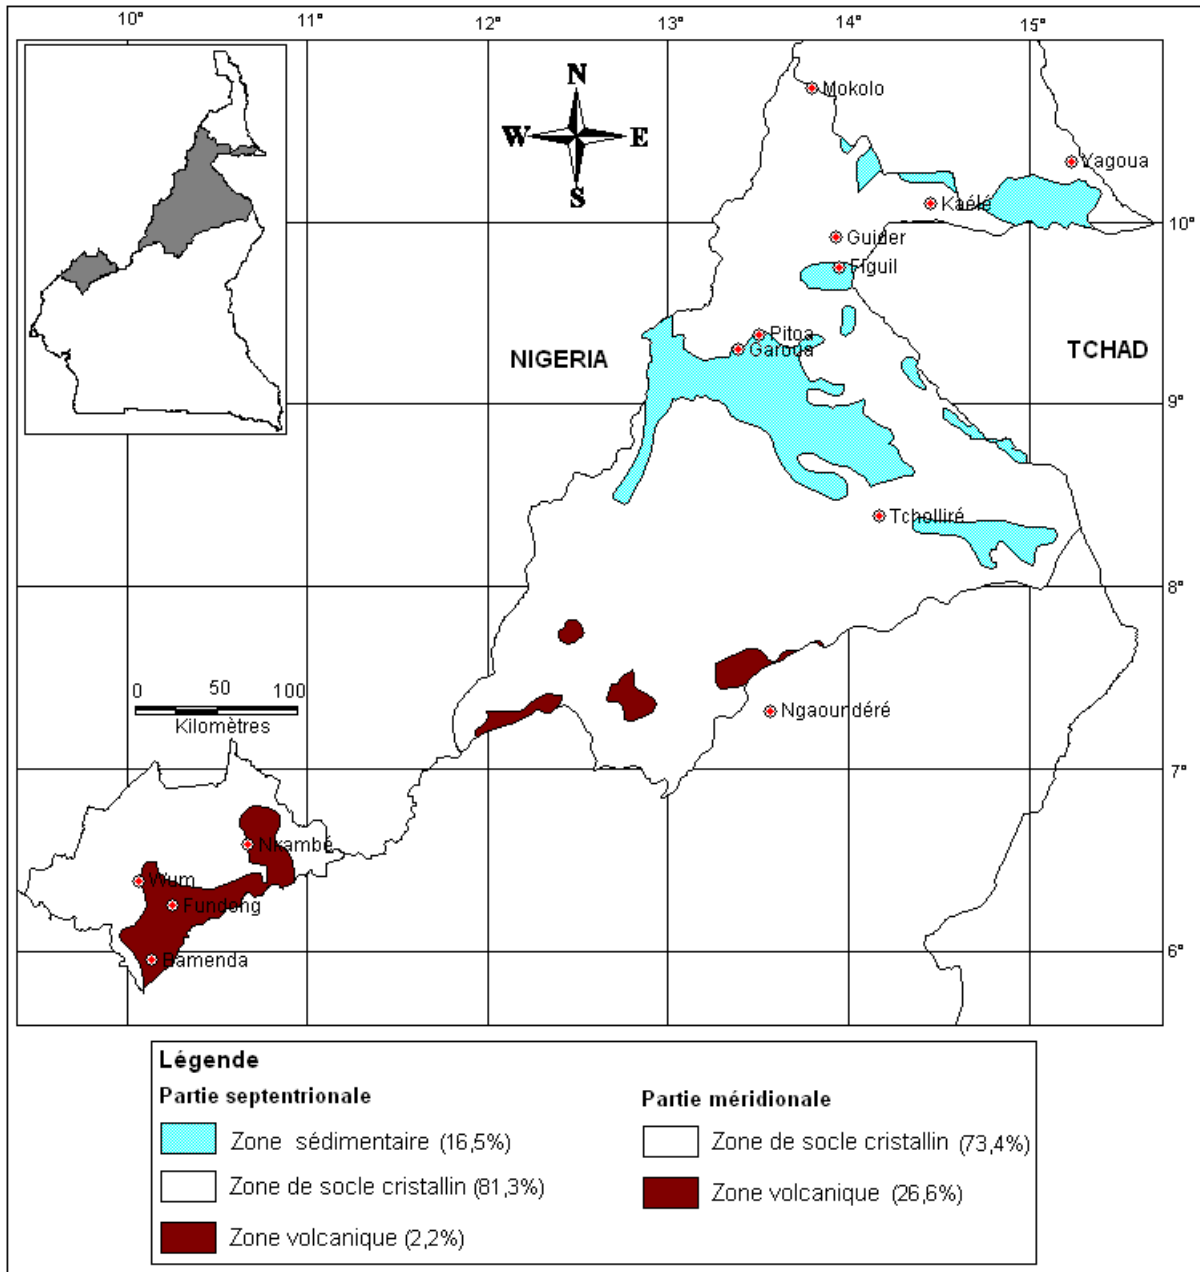 10° 11° 12° 13° 14° 15°
N
W E
S
Mokolo
Yagoua
Kaélé
10°
Guider
Figuil
Pitoa
Garoua
NIGERIA
TCHAD
9°
Tcholliré
8°
0 50 100
Kilomètres
Ngaoundéré
7°
Nkambé
Wum
Fundong
Bamenda
6°
Légende
Partie septentrionale
Zone sédimentaire (16,5%)
Zone de socle cristallin (81,3%)
Zone volcanique (2,2%)
Partie méridionale
Zone de socle cristallin (73,4%)
Zone volcanique (26,6%)